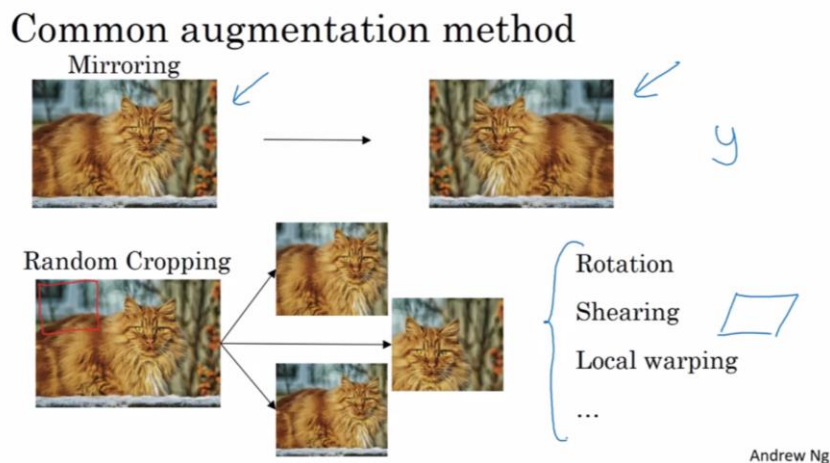 Common augmentation method
Mirroring
y
Random Cropping
Rotation
Shearing
Local warping
...
Andrew Ng